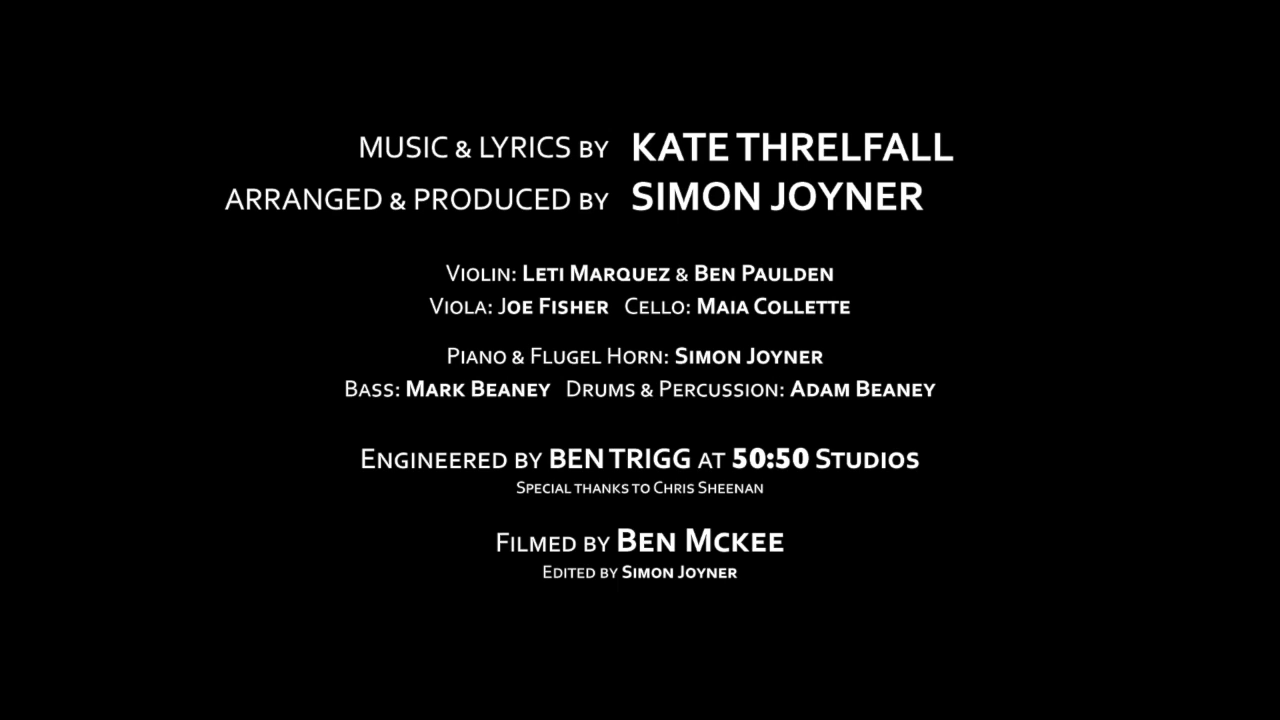 MUSIC & LYRICS BY KATE THRELFALL
ARRANGED & PRODUCED BY SIMON JOYNER
VIOLIN: LETI MARQUEZ & BEN PAULDEN
VIOLA: JOE FISHER CELLO: MAIA COLLETTE
PIANO & FLUGEL HORN: SIMON JOYNER
BASS: MARK BEANEY DRUMS & PERCUSSION: ADAM BEANEY
ENGINEERED BY BEN TRIGG AT 50:50 STUDIOS
SPECIAL THANKS TO CHRIS SHEENAN
FILMED BY BEN MCKEE
EDITED BY SIMON JOYNER